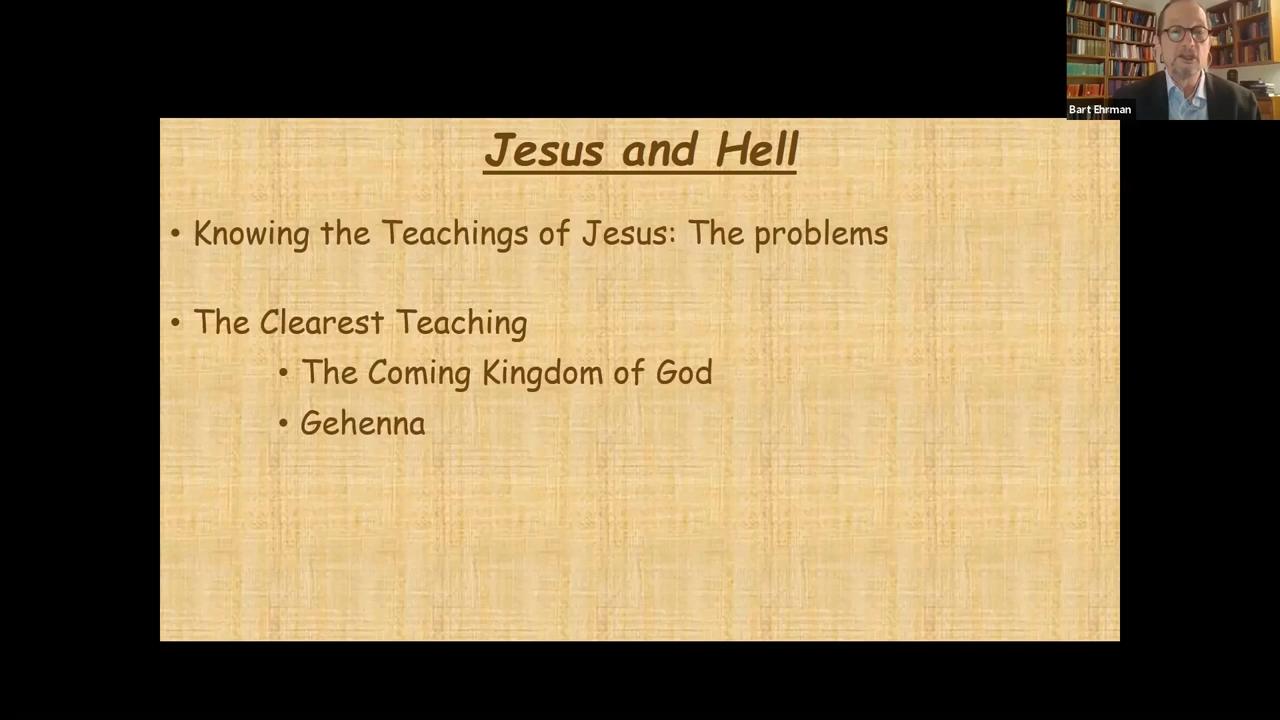 Bart Ehrman
Jesus and Hell
• Knowing the Teachings of Jesus: The problems
• The Clearest Teaching
• The Coming Kingdom of God
• Gehenna